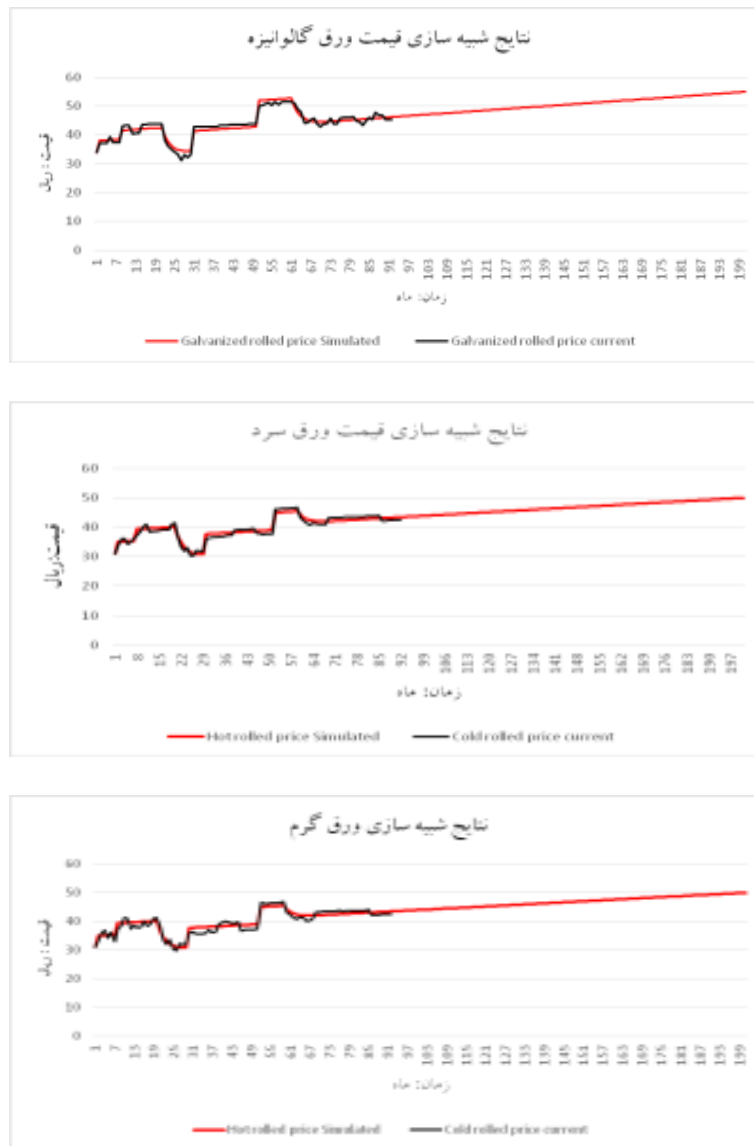 نتایج شبیه سازی قیمت ورق گالوانیزه
60
50
40
30
20
10
0
قیمت : ریال
1 7 13 19 25 31 37 43 49 55 61 67 73 79 85 91 97 103 109 115 121 127 133 139 145 151 157 163 169 175 181 187 193 199
زمان: ماه
Galvanized rolled price Simulated Galvanized rolled price current
نتایج شبیه سازی قیمت ورق سرد
60
50
40
30
20
10
0
قیمت:ریال
1 8 15 22 29 36 43 50 57 64 71 78 85 92 99 106 113 120 127 134 141 148 155 162 169 176 183 190 197
زمان: ماه
Hot rolled price Simulated Cold rolled price current
نتایج شبیه سازی ورق گرم
60
50
40
30
20
10
0
قیمت : ریال
1 7 13 19 25 31 37 43 49 55 61 67 73 79 85 91 97 103 109 115 121 127 133 139 145 151 157 163 169 175 181 187 193 199
زمان: ماه
Hot rolled price Simulated Cold rolled price current